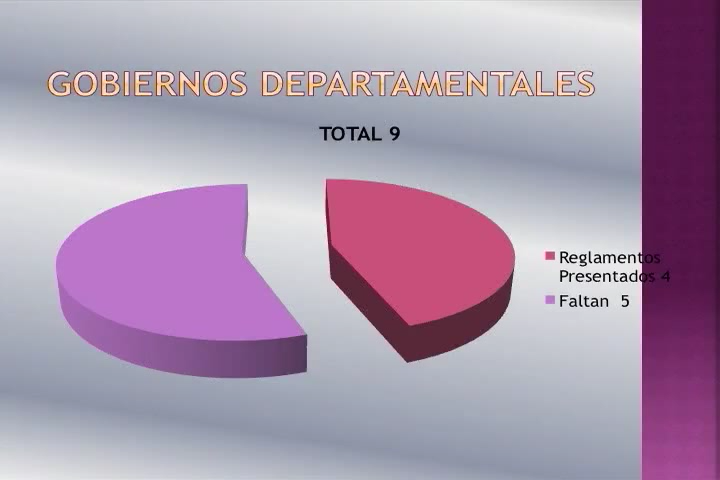 GOBIERNOS DEPARTAMENTALES
TOTAL 9
Reglamentos
Presentados 4
Faltan 5